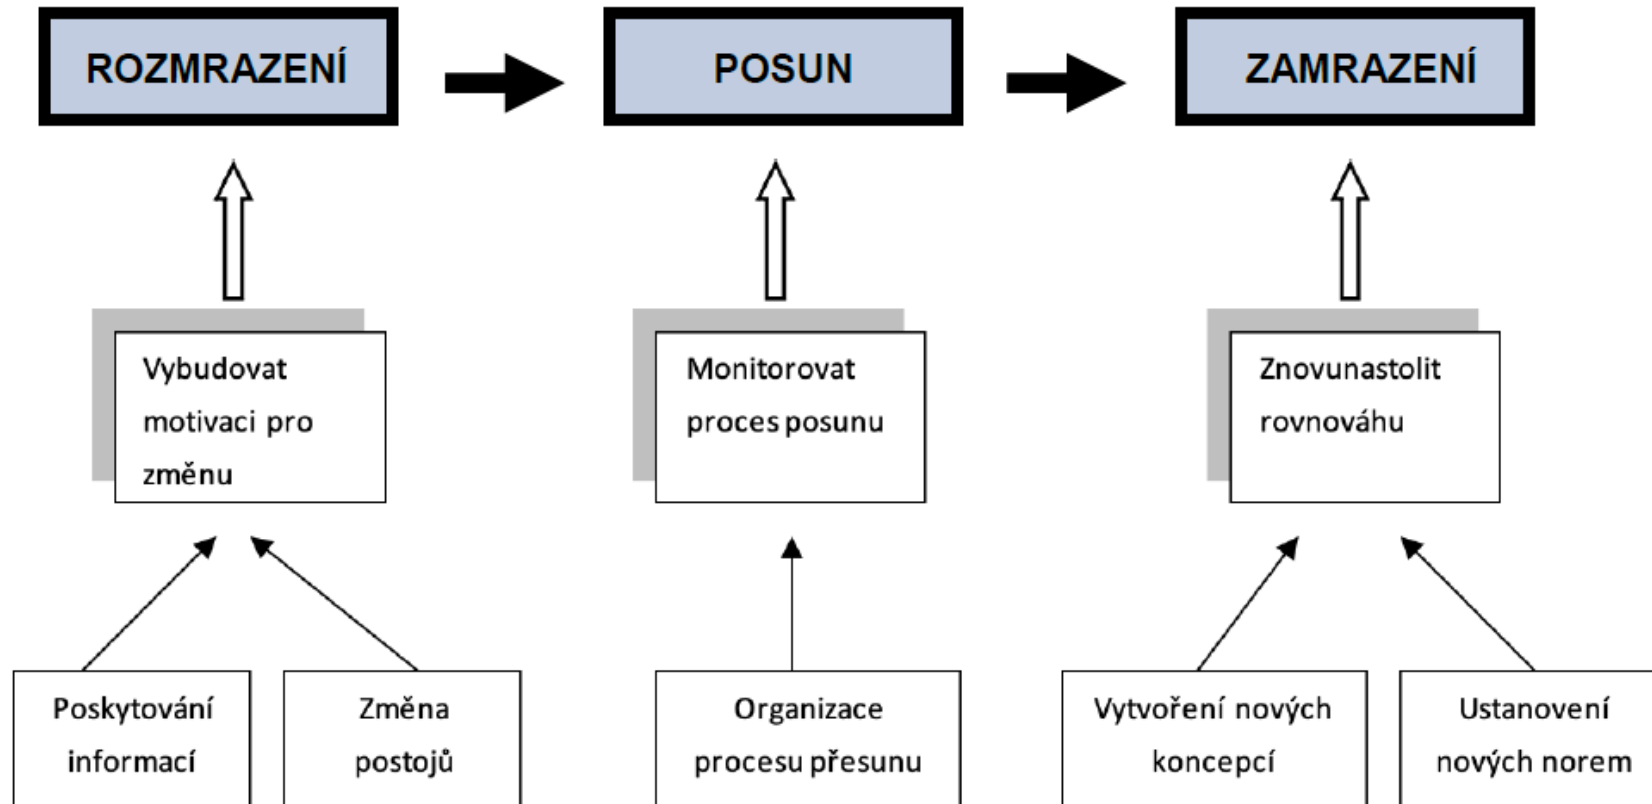 ROZMRAZENÍ
POSUN
ZAMRAZENÍ
Vybudovat
motivaci pro
změnu
Monitorovat
proces posunu
Znovunastolit
rovnováhu
Poskytování
informací
Změna
postojů
Organizace
procesu přesunu
Vytvoření nových
koncepcí
Ustanovení
nových norem